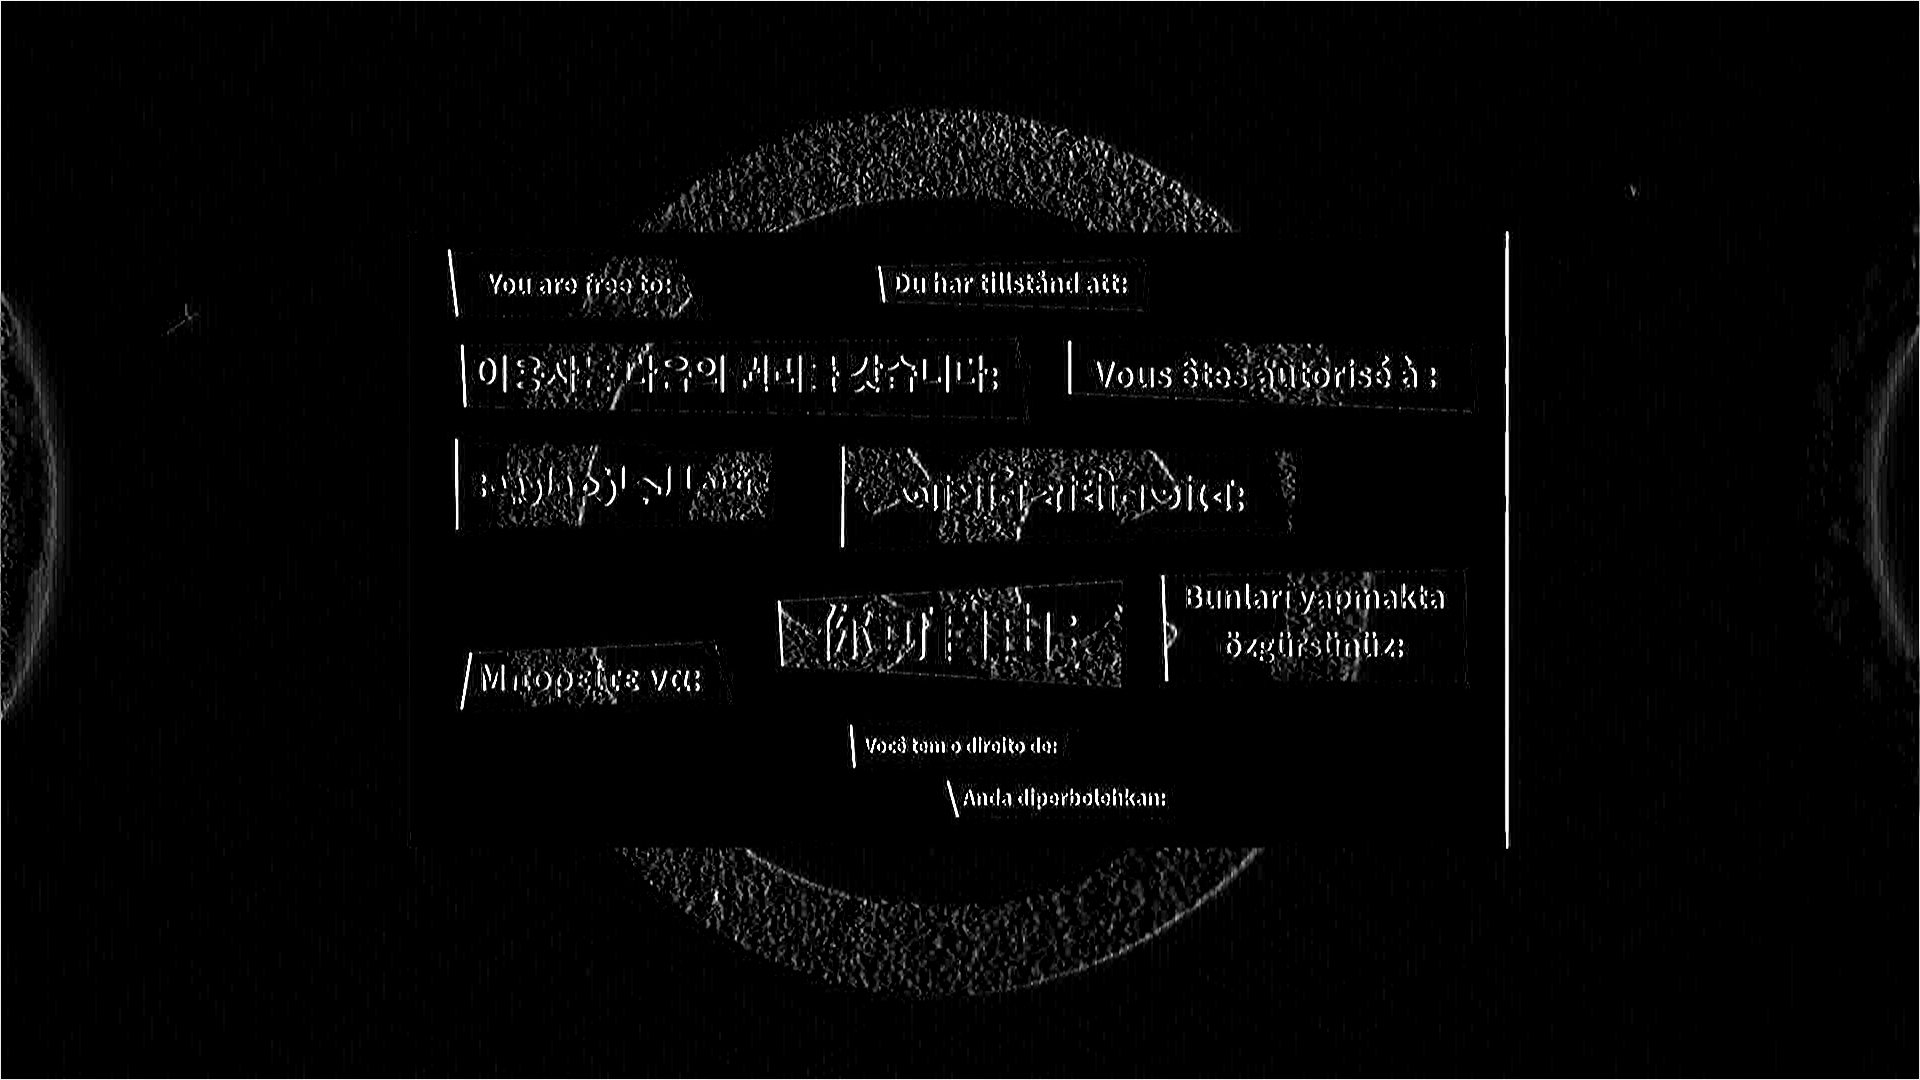 You are free to:
Du har tillstånd att:
이용자는 다음의 권리를 갖습니다:
Vous êtes autorisé à :
Μπορείτε να:
你可以自由:
Bunları yapmakta
özgürsünüz:
Você tem o direito de:
Anda diperbolehkan: